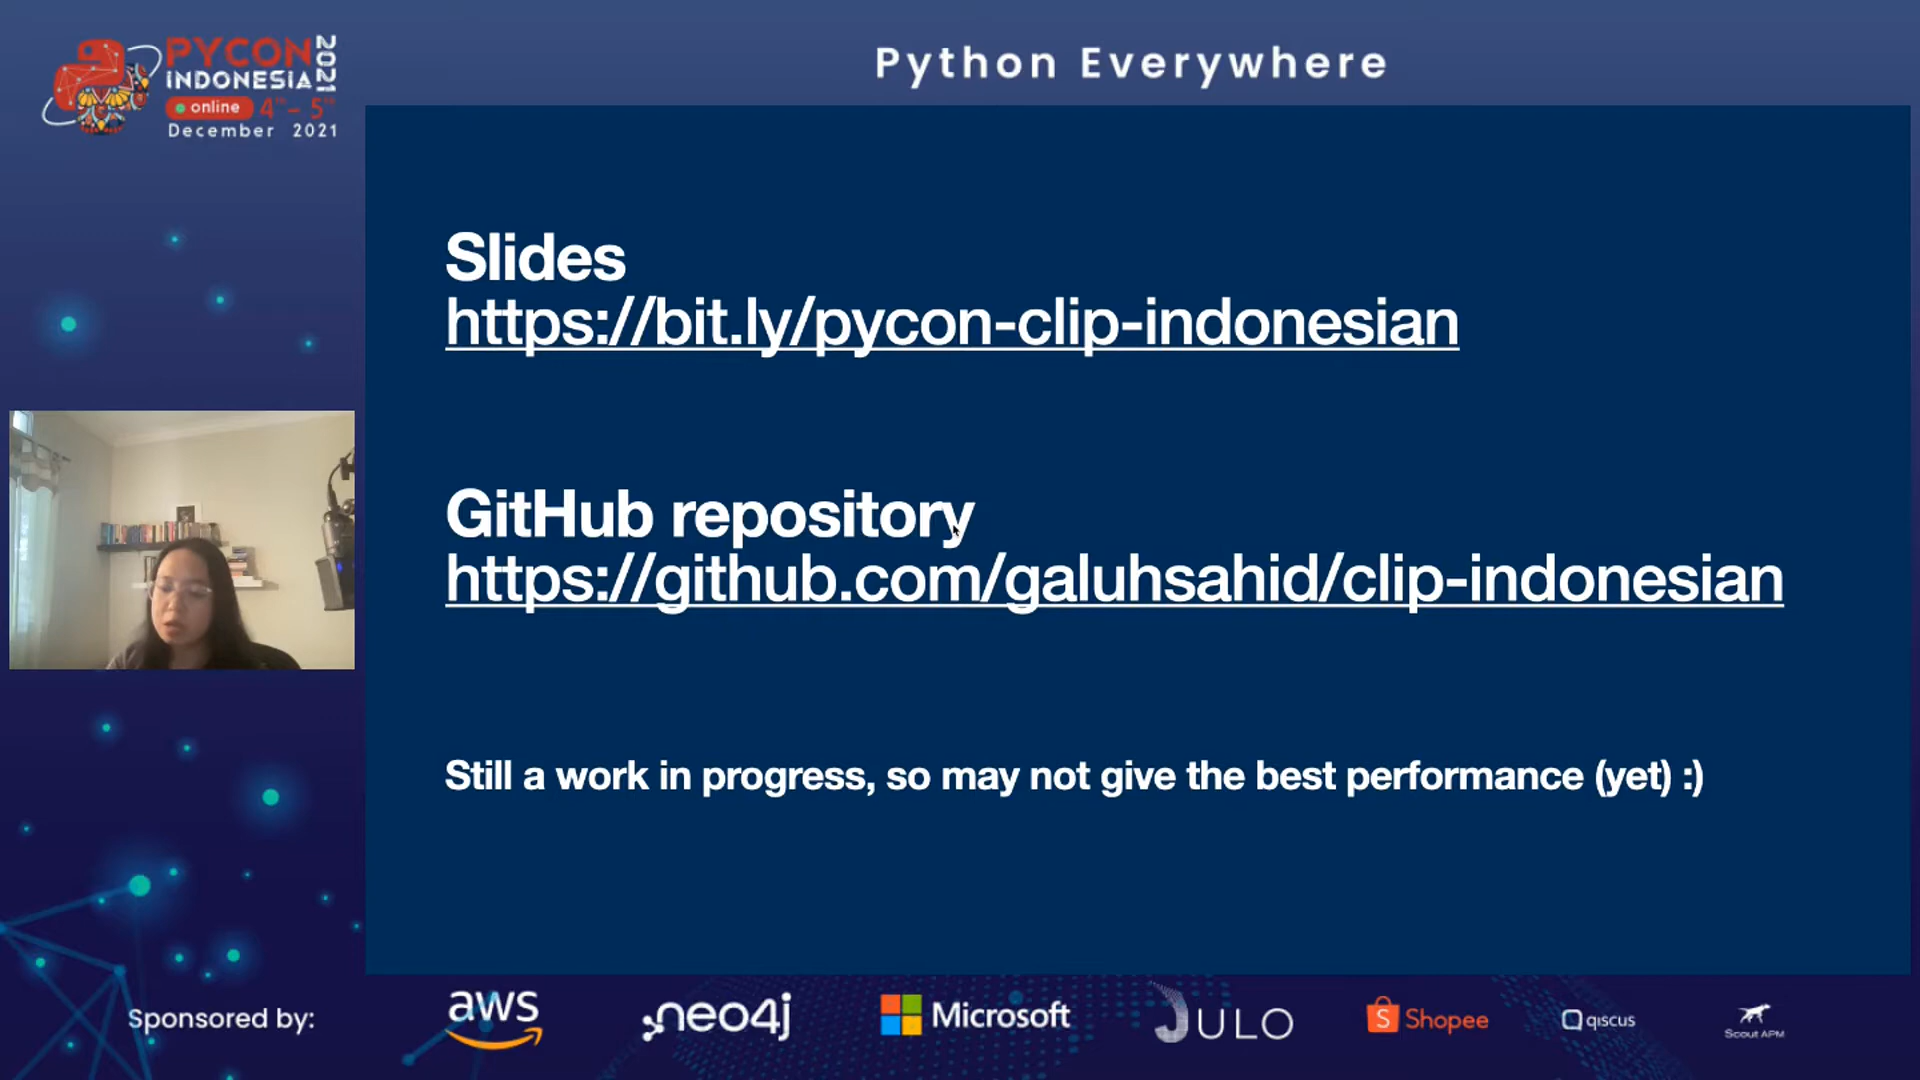 PYCON
INDONESIA
2021
online 4th – 5th
December 2021
Python Everywhere
Slides
https://bit.ly/pycon-clip-indonesian
GitHub repository
https://github.com/galuhsahid/clip-indonesian
Still a work in progress, so may not give the best performance (yet) :)
Sponsored by:
aws
neo4j
Microsoft
JULO
Shopee
qiscus
Scout APM